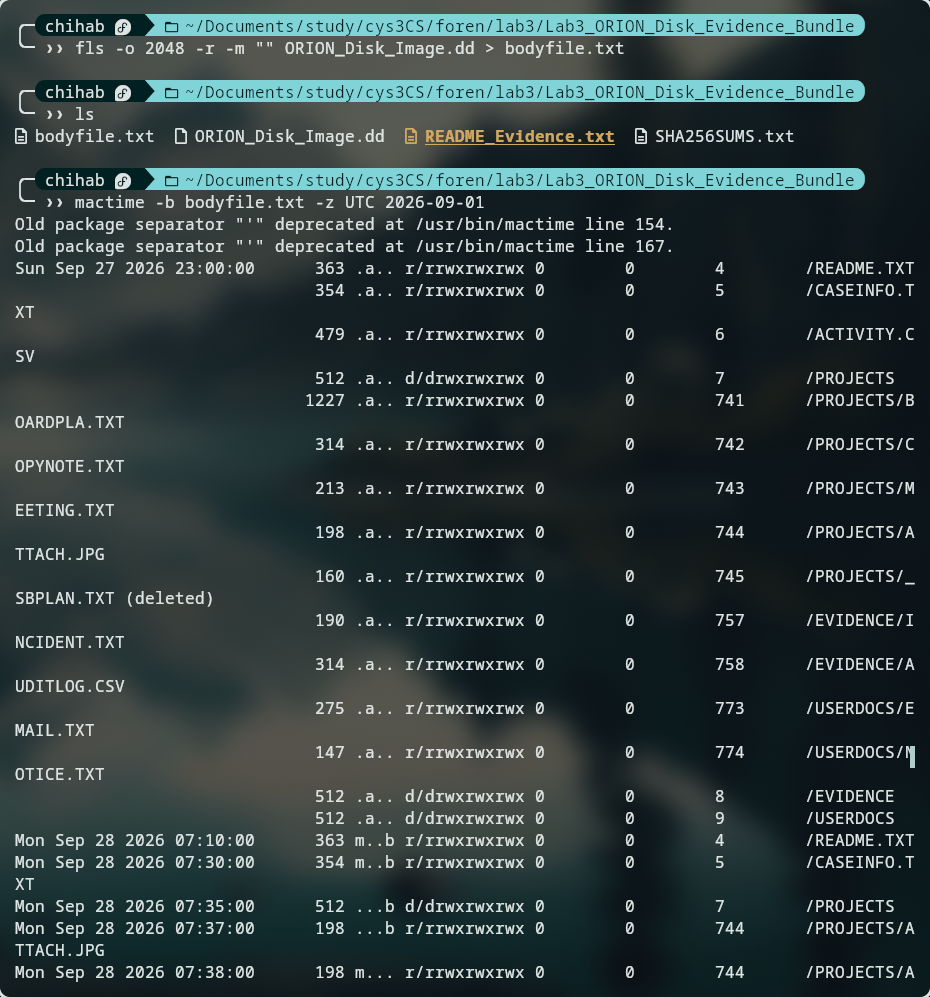 chihab ~/Documents/study/cys3CS/foren/lab3/Lab3_ORION_Disk_Evidence_Bundle
›› fls -o 2048 -r -m "" ORION_Disk_Image.dd > bodyfile.txt
chihab ~/Documents/study/cys3CS/foren/lab3/Lab3_ORION_Disk_Evidence_Bundle
›› ls
bodyfile.txt ORION_Disk_Image.dd README_Evidence.txt SHA256SUMS.txt
chihab ~/Documents/study/cys3CS/foren/lab3/Lab3_ORION_Disk_Evidence_Bundle
›› mactime -b bodyfile.txt -z UTC 2026-09-01
Old package separator "'" deprecated at /usr/bin/mactime line 154.
Old package separator "'" deprecated at /usr/bin/mactime line 167.
Sun Sep 27 2026 23:00:00 363 .a.. r/rrwxrwxrwx 0 0 4 /README.TXT
354 .a.. r/rrwxrwxrwx 0 0 5 /CASEINFO.T
XT
479 .a.. r/rrwxrwxrwx 0 0 6 /ACTIVITY.C
SV
512 .a.. d/drwxrwxrwx 0 0 7 /PROJECTS
1227 .a.. r/rrwxrwxrwx 0 0 741 /PROJECTS/B
OARDPLA.TXT
314 .a.. r/rrwxrwxrwx 0 0 742 /PROJECTS/C
OPYNOTE.TXT
213 .a.. r/rrwxrwxrwx 0 0 743 /PROJECTS/M
EETING.TXT
198 .a.. r/rrwxrwxrwx 0 0 744 /PROJECTS/A
TTACH.JPG
160 .a.. r/rrwxrwxrwx 0 0 745 /PROJECTS/_
SBPLAN.TXT (deleted)
190 .a.. r/rrwxrwxrwx 0 0 757 /EVIDENCE/I
NCIDENT.TXT
314 .a.. r/rrwxrwxrwx 0 0 758 /EVIDENCE/A
UDITLOG.CSV
275 .a.. r/rrwxrwxrwx 0 0 773 /USERDOCS/E
MAIL.TXT
147 .a.. r/rrwxrwxrwx 0 0 774 /USERDOCS/N
OTICE.TXT
512 .a.. d/drwxrwxrwx 0 0 8 /EVIDENCE
512 .a.. d/drwxrwxrwx 0 0 9 /USERDOCS
Mon Sep 28 2026 07:10:00 363 m..b r/rrwxrwxrwx 0 0 4 /README.TXT
Mon Sep 28 2026 07:30:00 354 m..b r/rrwxrwxrwx 0 0 5 /CASEINFO.T
XT
Mon Sep 28 2026 07:35:00 512 ...b d/drwxrwxrwx 0 0 7 /PROJECTS
Mon Sep 28 2026 07:37:00 198 ...b r/rrwxrwxrwx 0 0 744 /PROJECTS/A
TTACH.JPG
Mon Sep 28 2026 07:38:00 198 m... r/rrwxrwxrwx 0 0 744 /PROJECTS/A